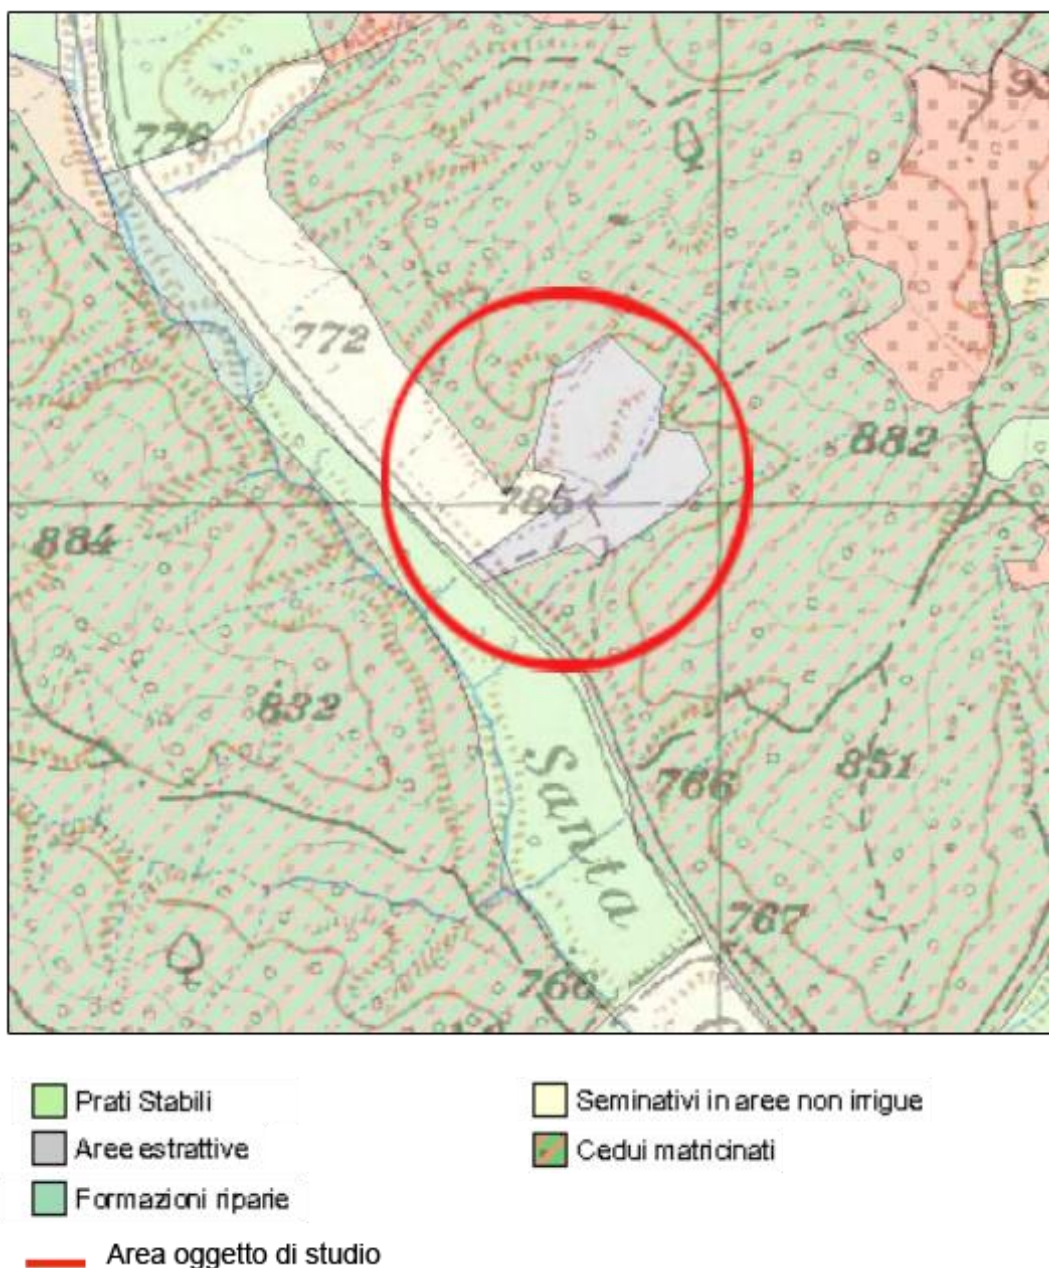 776
772
785
882
884
832
766
851
Santa
767
766
Prati Stabili
Seminativi in aree non irrigue
Aree estrattive
Cedui matricinati
Formazioni riparie
Area oggetto di studio